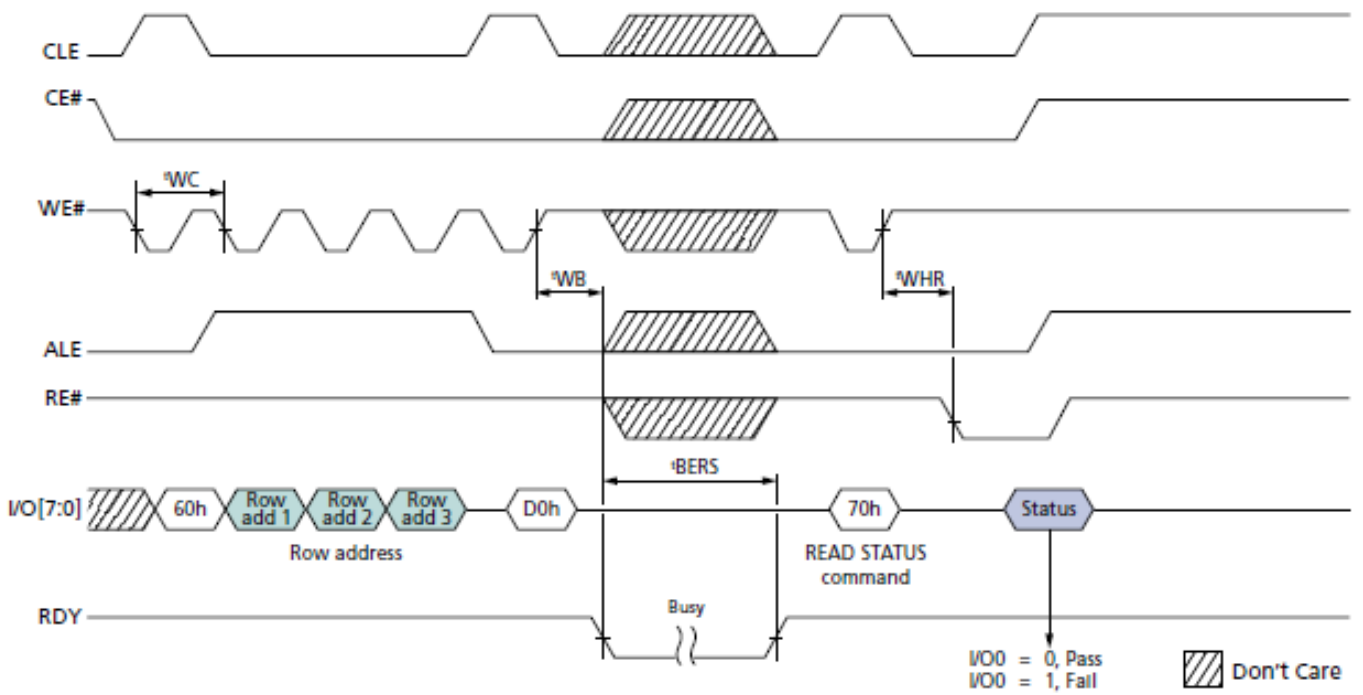 CLE
CE#
tWC
WE#
tWB
tWHR
ALE
RE#
tBERS
I/O[7:0]
60h
Row add 1
Row add 2
Row add 3
D0h
70h
Status
Row address
READ STATUS
command
RDY
Busy
I/O0 = 0, Pass
I/O0 = 1, Fail
Don't Care